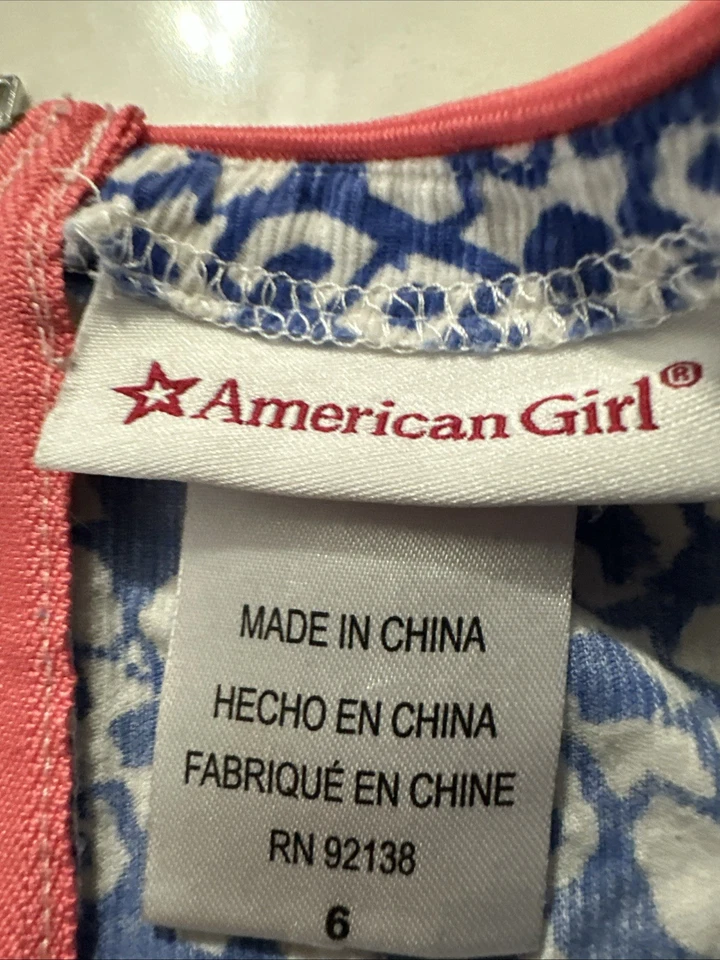 American Girl®
MADE IN CHINA
HECHO EN CHINA
FABRIQUÉ EN CHINE
RN 92138
6